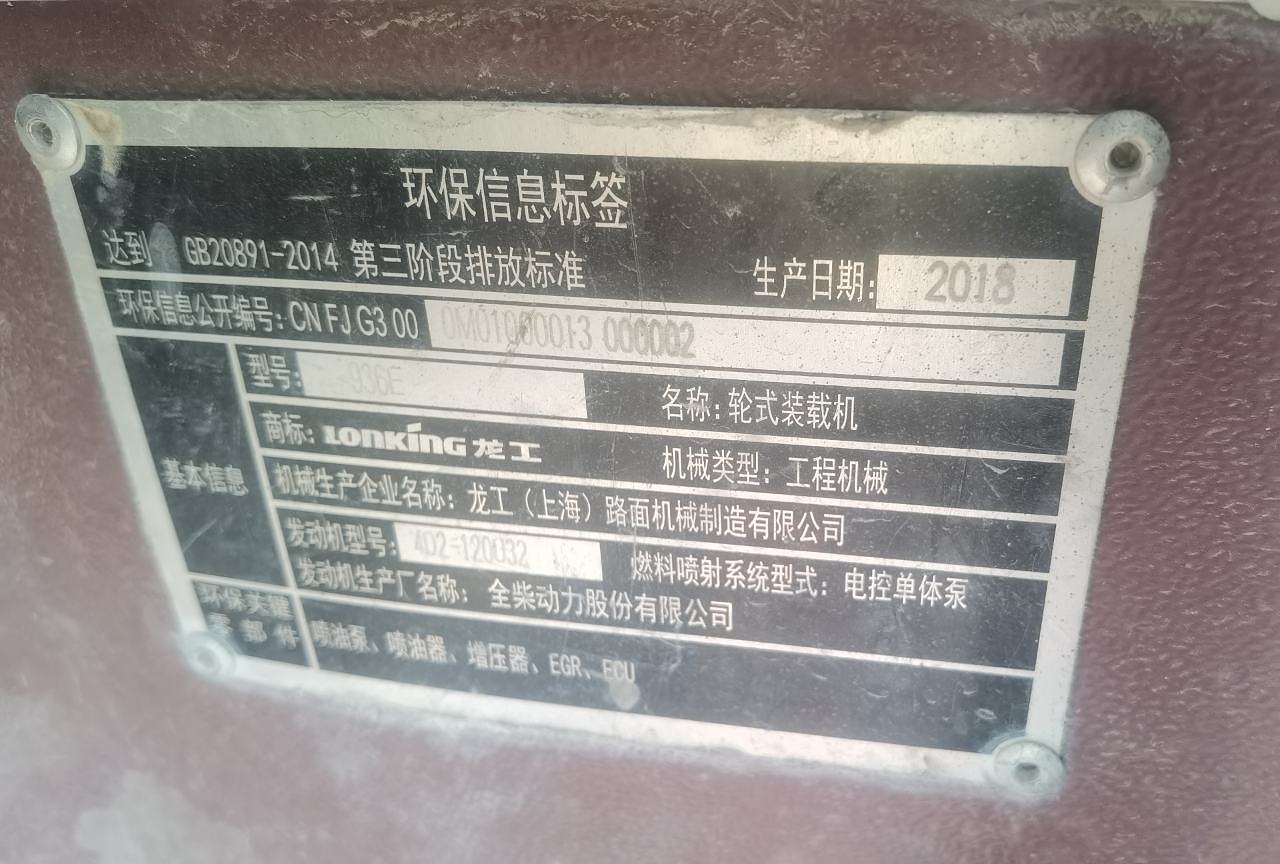 环保信息标签
达到 GB20891-2014 第三阶段排放标准 生产日期: 2018
环保信息公开编号: CN FJ G3 00 0M01000013 000002
型号: 936E 名称: 轮式装载机
商标: LONKING 龙工 机械类型: 工程机械
基本信息
机械生产企业名称: 龙工（上海）路面机械制造有限公司
发动机型号: 4D2-120C32 燃料喷射系统型式: 电控单体泵
发动机生产厂名称: 全柴动力股份有限公司
环保关键
零部件
喷油泵、喷油器、增压器、EGR、ECU